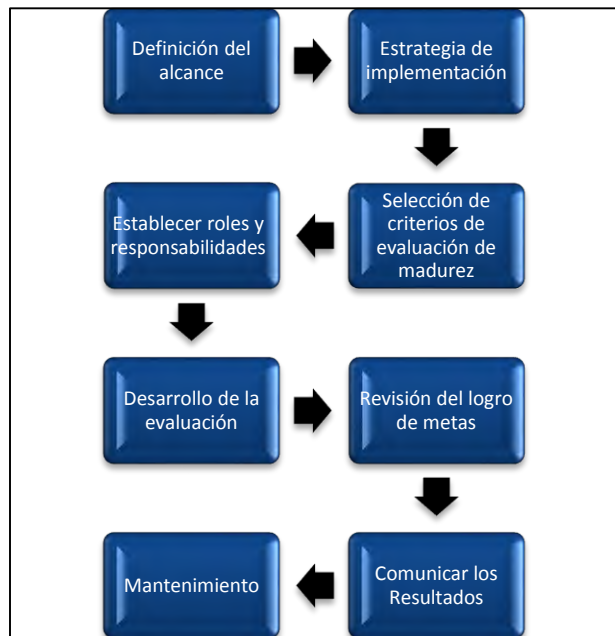 Definición del
alcance
Estrategia de
implementación
Selección de
criterios de
evaluación de
madurez
Establecer roles y
responsabilidades
Desarrollo de la
evaluación
Revisión del logro
de metas
Comunicar los
Resultados
Mantenimiento